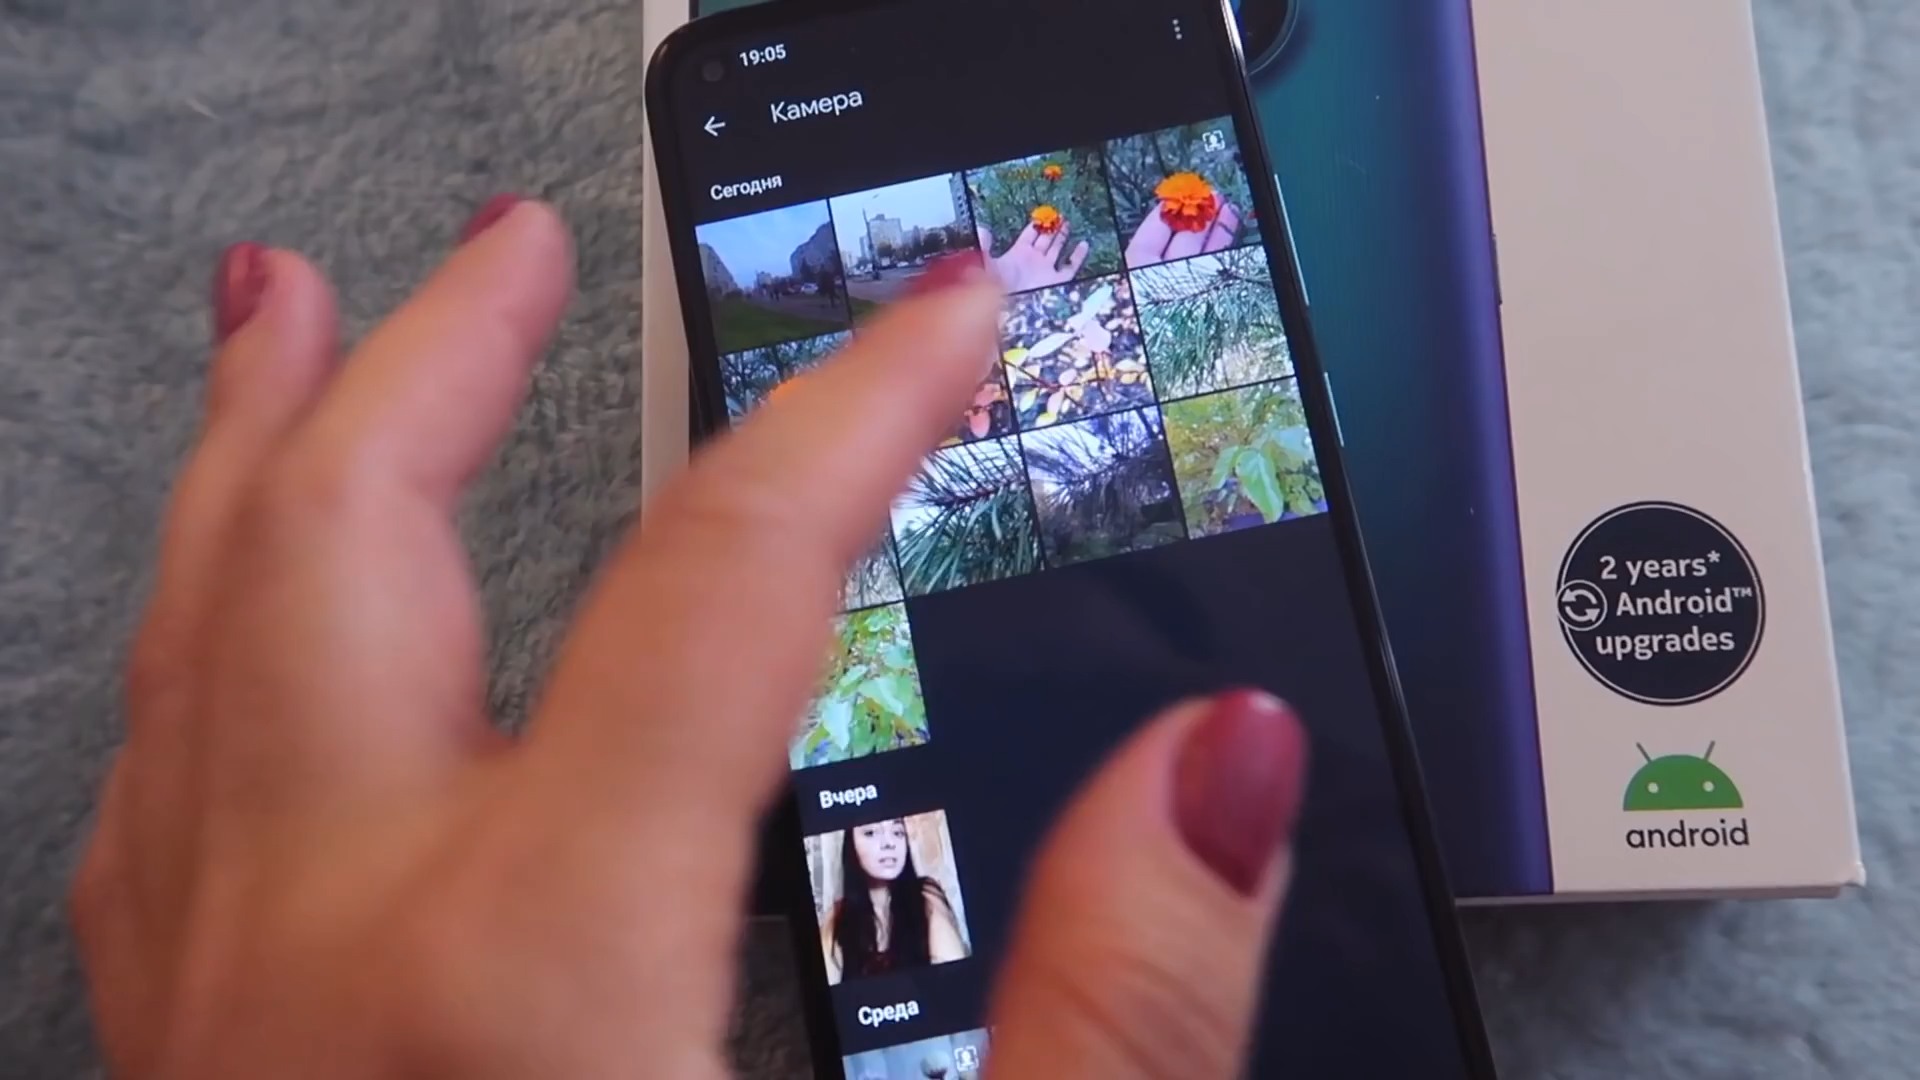 19:05
Камера
Сегодня
Вчера
Среда
2 years*
Android™
upgrades
android